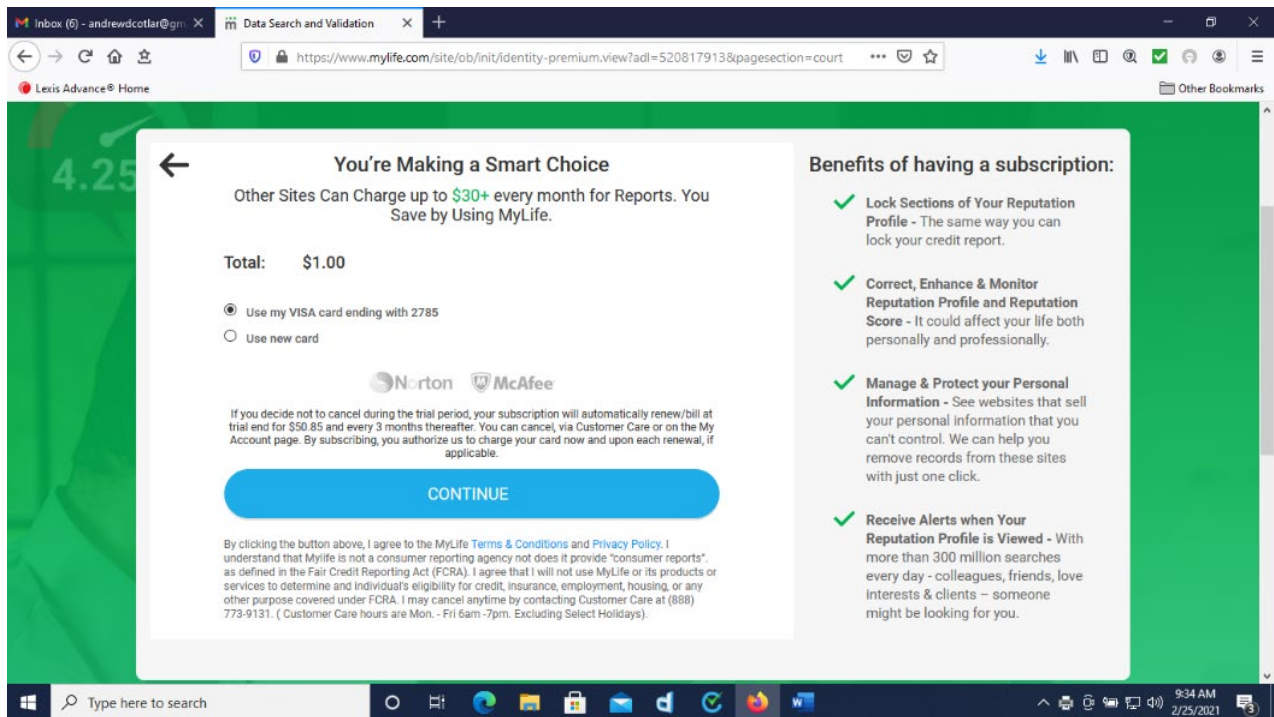 Inbox (6) - andrewdcotlar@gm
Data Search and Validation
https://www.mylife.com/site/ob/init/identity-premium.view?adl=520817913&pagesection=court
Lexis Advance® Home
Other Bookmarks
4.25
You're Making a Smart Choice
Other Sites Can Charge up to $30+ every month for Reports. You
Save by Using MyLife.
Total: $1.00
Use my VISA card ending with 2785
Use new card
Norton McAfee
If you decide not to cancel during the trial period, your subscription will automatically renew/bill at
trial end for $50.85 and every 3 months thereafter. You can cancel, via Customer Care or on the My
Account page. By subscribing, you authorize us to charge your card now and upon each renewal, if
applicable.
CONTINUE
By clicking the button above, I agree to the MyLife Terms & Conditions and Privacy Policy. I
understand that Mylife is not a consumer reporting agency not does it provide "consumer reports".
as defined in the Fair Credit Reporting Act (FCRA). I agree that I will not use MyLife or its products or
services to determine and Individual's eligibility for credit, insurance, employment, housing, or any
other purpose covered under FCRA. I may cancel anytime by contacting Customer Care at (888)
773-9131. ( Customer Care hours are Mon. - Fri 6am -7pm. Excluding Select Holidays).
Benefits of having a subscription:
Lock Sections of Your Reputation
Profile - The same way you can
lock your credit report.
Correct, Enhance & Monitor
Reputation Profile and Reputation
Score - It could affect your life both
personally and professionally.
Manage & Protect your Personal
Information - See websites that sell
your personal information that you
can't control. We can help you
remove records from these sites
with just one click.
Receive Alerts when Your
Reputation Profile is Viewed - With
more than 300 million searches
every day - colleagues, friends, love
interests & clients – someone
might be looking for you.
Type here to search
9:34 AM
2/25/2021
3